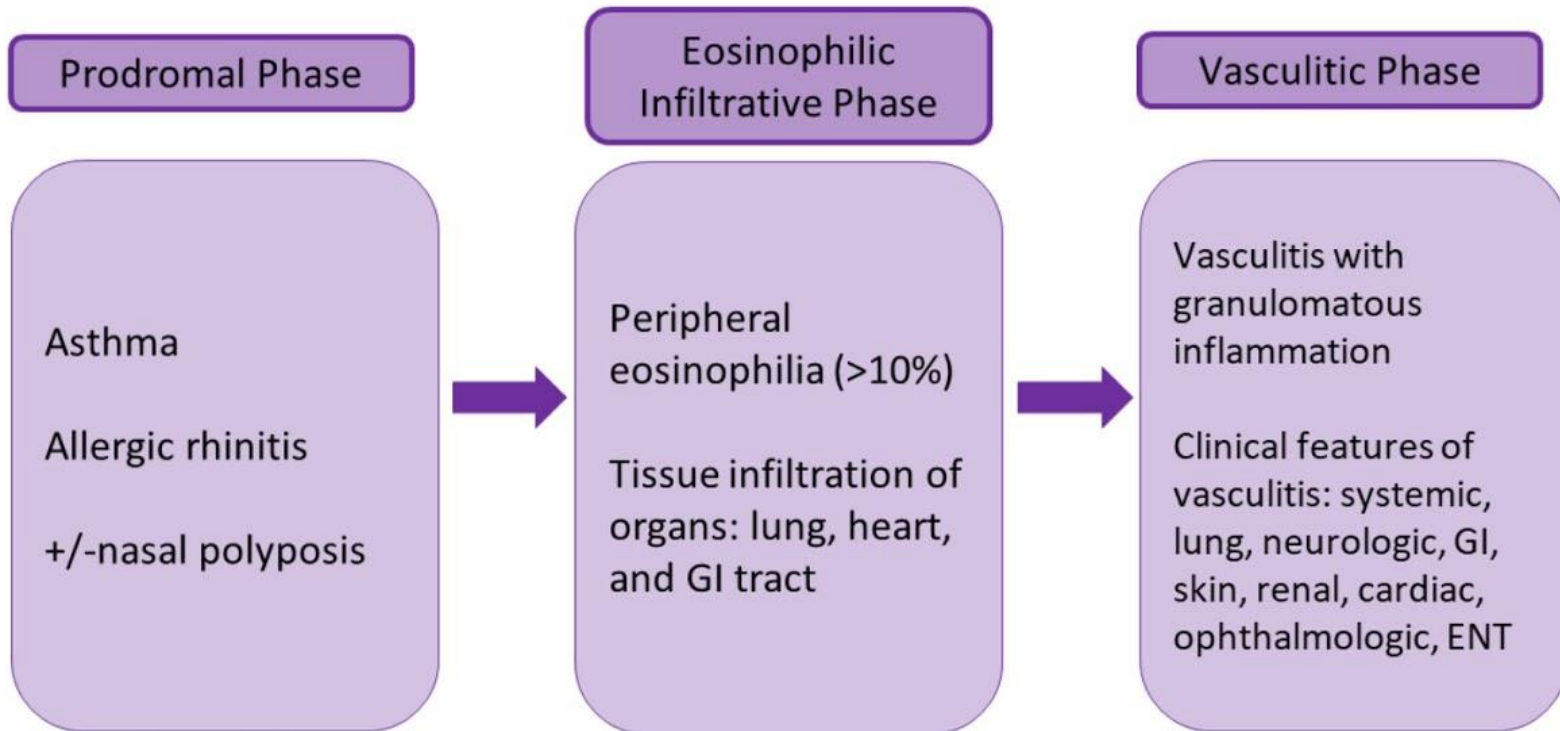 Prodromal Phase
Asthma
Allergic rhinitis
+/-nasal polyposis
Eosinophilic
Infiltrative Phase
Peripheral
eosinophilia (>10%)
Tissue infiltration of
organs: lung, heart,
and GI tract
Vasculitic Phase
Vasculitis with
granulomatous
inflammation
Clinical features of
vasculitis: systemic,
lung, neurologic, GI,
skin, renal, cardiac,
ophthalmologic, ENT